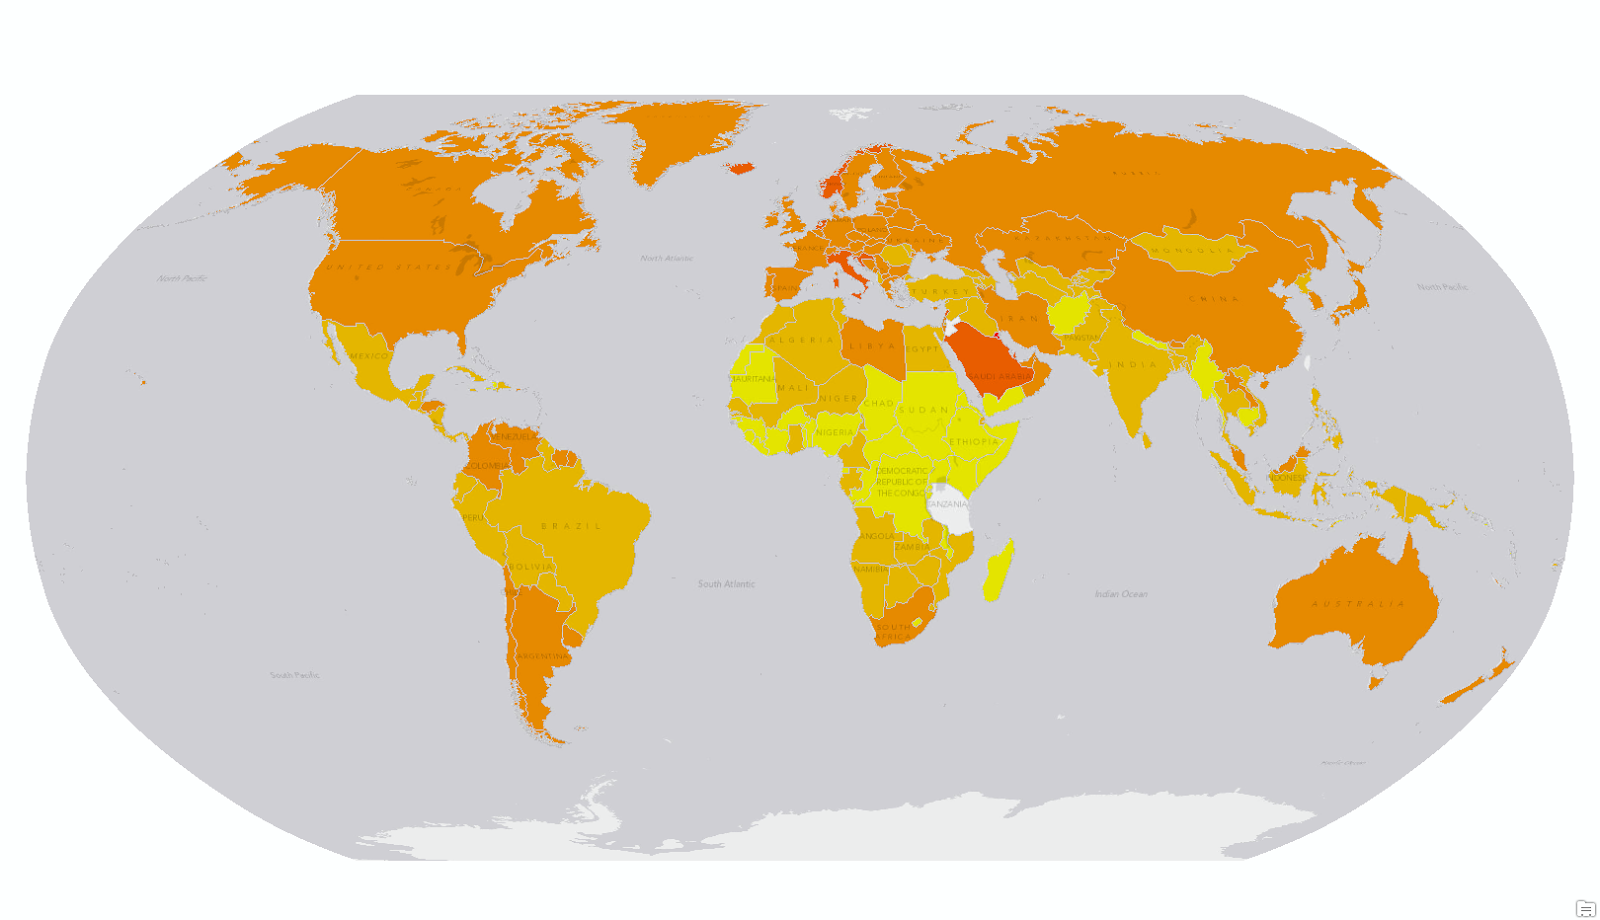 North Pacific
UNITED STATES
MEXICO
VENEZUELA
COLOMBIA
PERU
BRAZIL
BOLIVIA
ARGENTINA
South Pacific
North Atlantic
South Atlantic
FRANCE
SPAIN
POLAND
UKRAINE
TURKEY
ALGERIA
LIBYA
EGYPT
MAURITANIA
MALI
NIGER
CHAD
SUDAN
NIGERIA
ETHIOPIA
DEMOCRATIC
REPUBLIC OF
THE CONGO
TANZANIA
ANGOLA
ZAMBIA
NAMIBIA
SOUTH
AFRICA
SAUDI ARABIA
IRAN
PAKISTAN
INDIA
KAZAKHSTAN
RUSSIA
MONGOLIA
CHINA
INDONESIA
AUSTRALIA
Indian Ocean
North Pacific